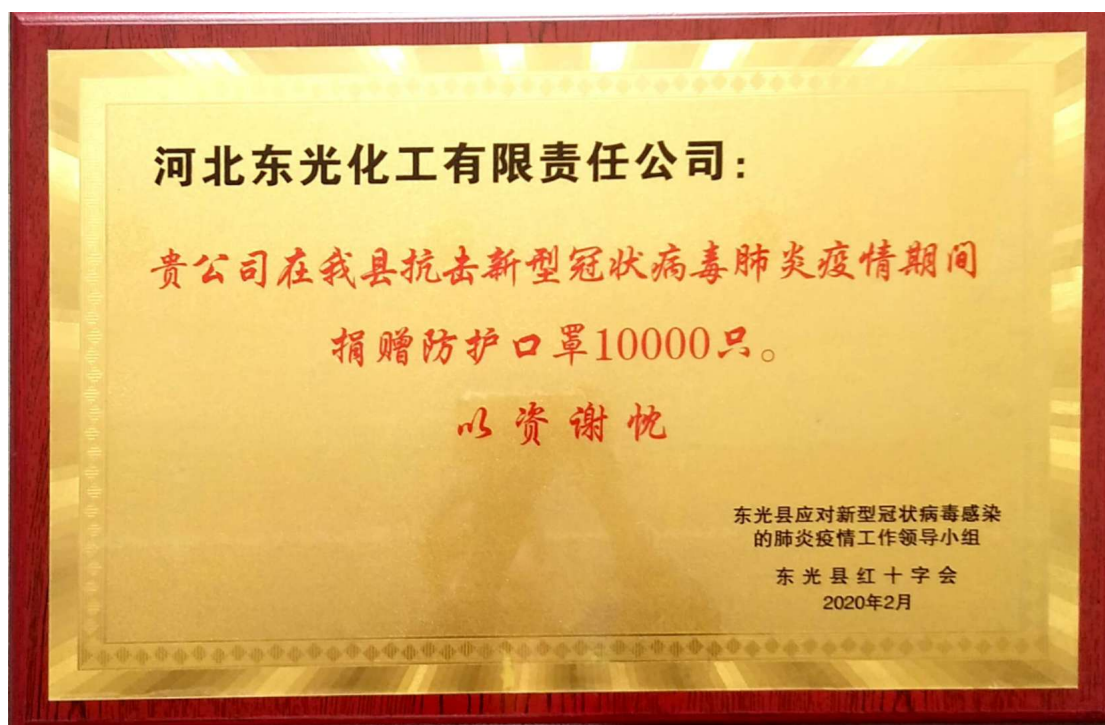 河北东光化工有限责任公司：
贵公司在我县抗击新型冠状病毒肺炎疫情期间
捐赠防护口罩10000只。
以资谢忱
东光县应对新型冠状病毒感染
的肺炎疫情工作领导小组
东光县红十字会
2020年2月